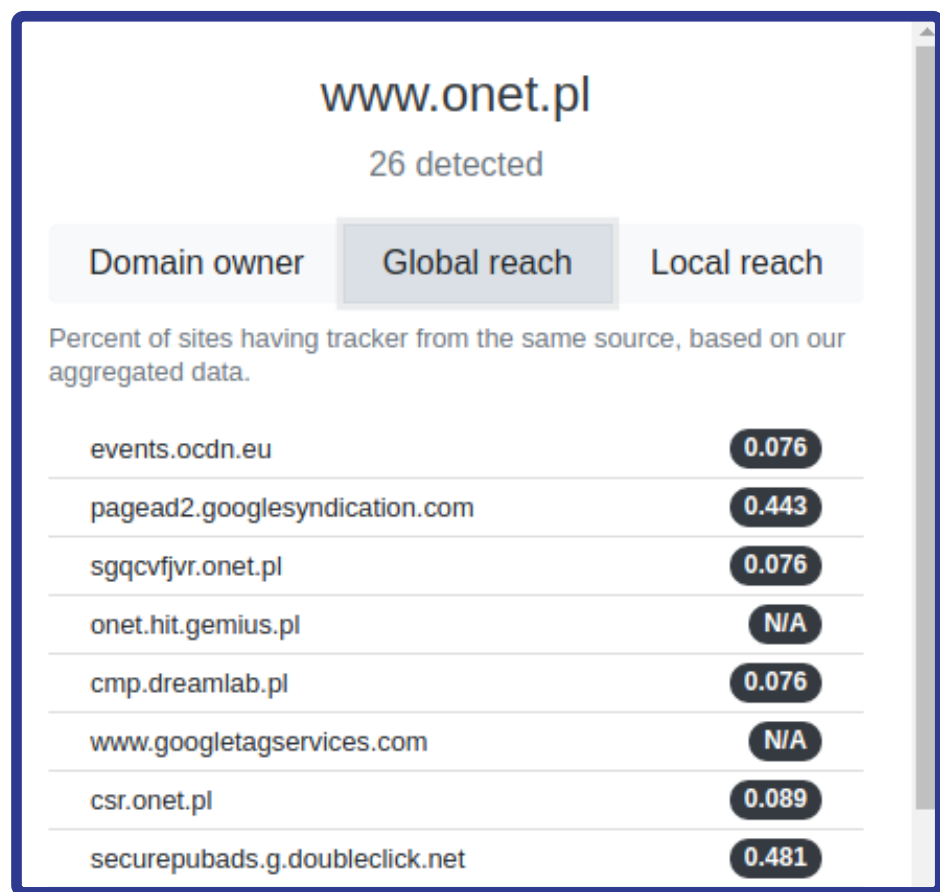 www.onet.pl
26 detected
Domain owner Global reach Local reach
Percent of sites having tracker from the same source, based on our
aggregated data.
events.ocdn.eu 0.076
pagead2.googlesyndication.com 0.443
sgqcvfjvr.onet.pl 0.076
onet.hit.gemius.pl N/A
cmp.dreamlab.pl 0.076
www.googletagservices.com N/A
csr.onet.pl 0.089
securepubads.g.doubleclick.net 0.481